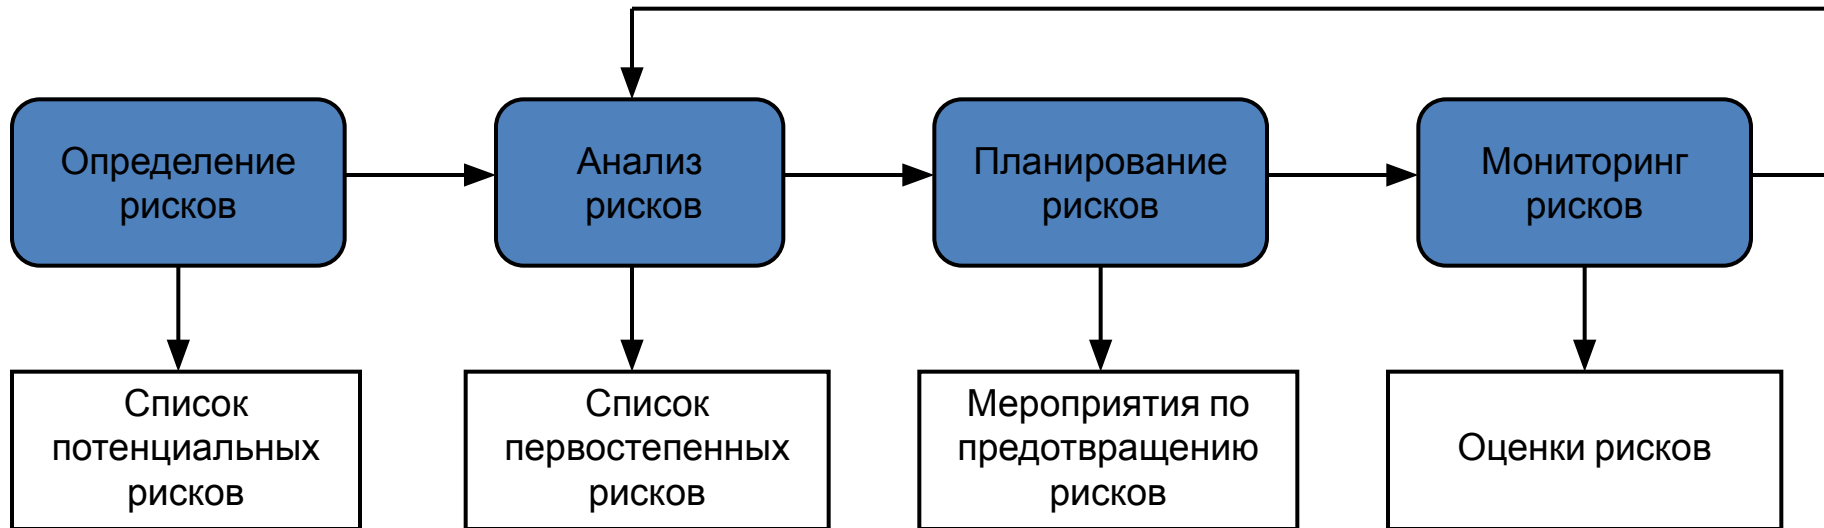 Определение
рисков
Анализ
рисков
Планирование
рисков
Мониторинг
рисков
Список
потенциальных
рисков
Список
первостепенных
рисков
Мероприятия по
предотвращению
рисков
Оценки рисков